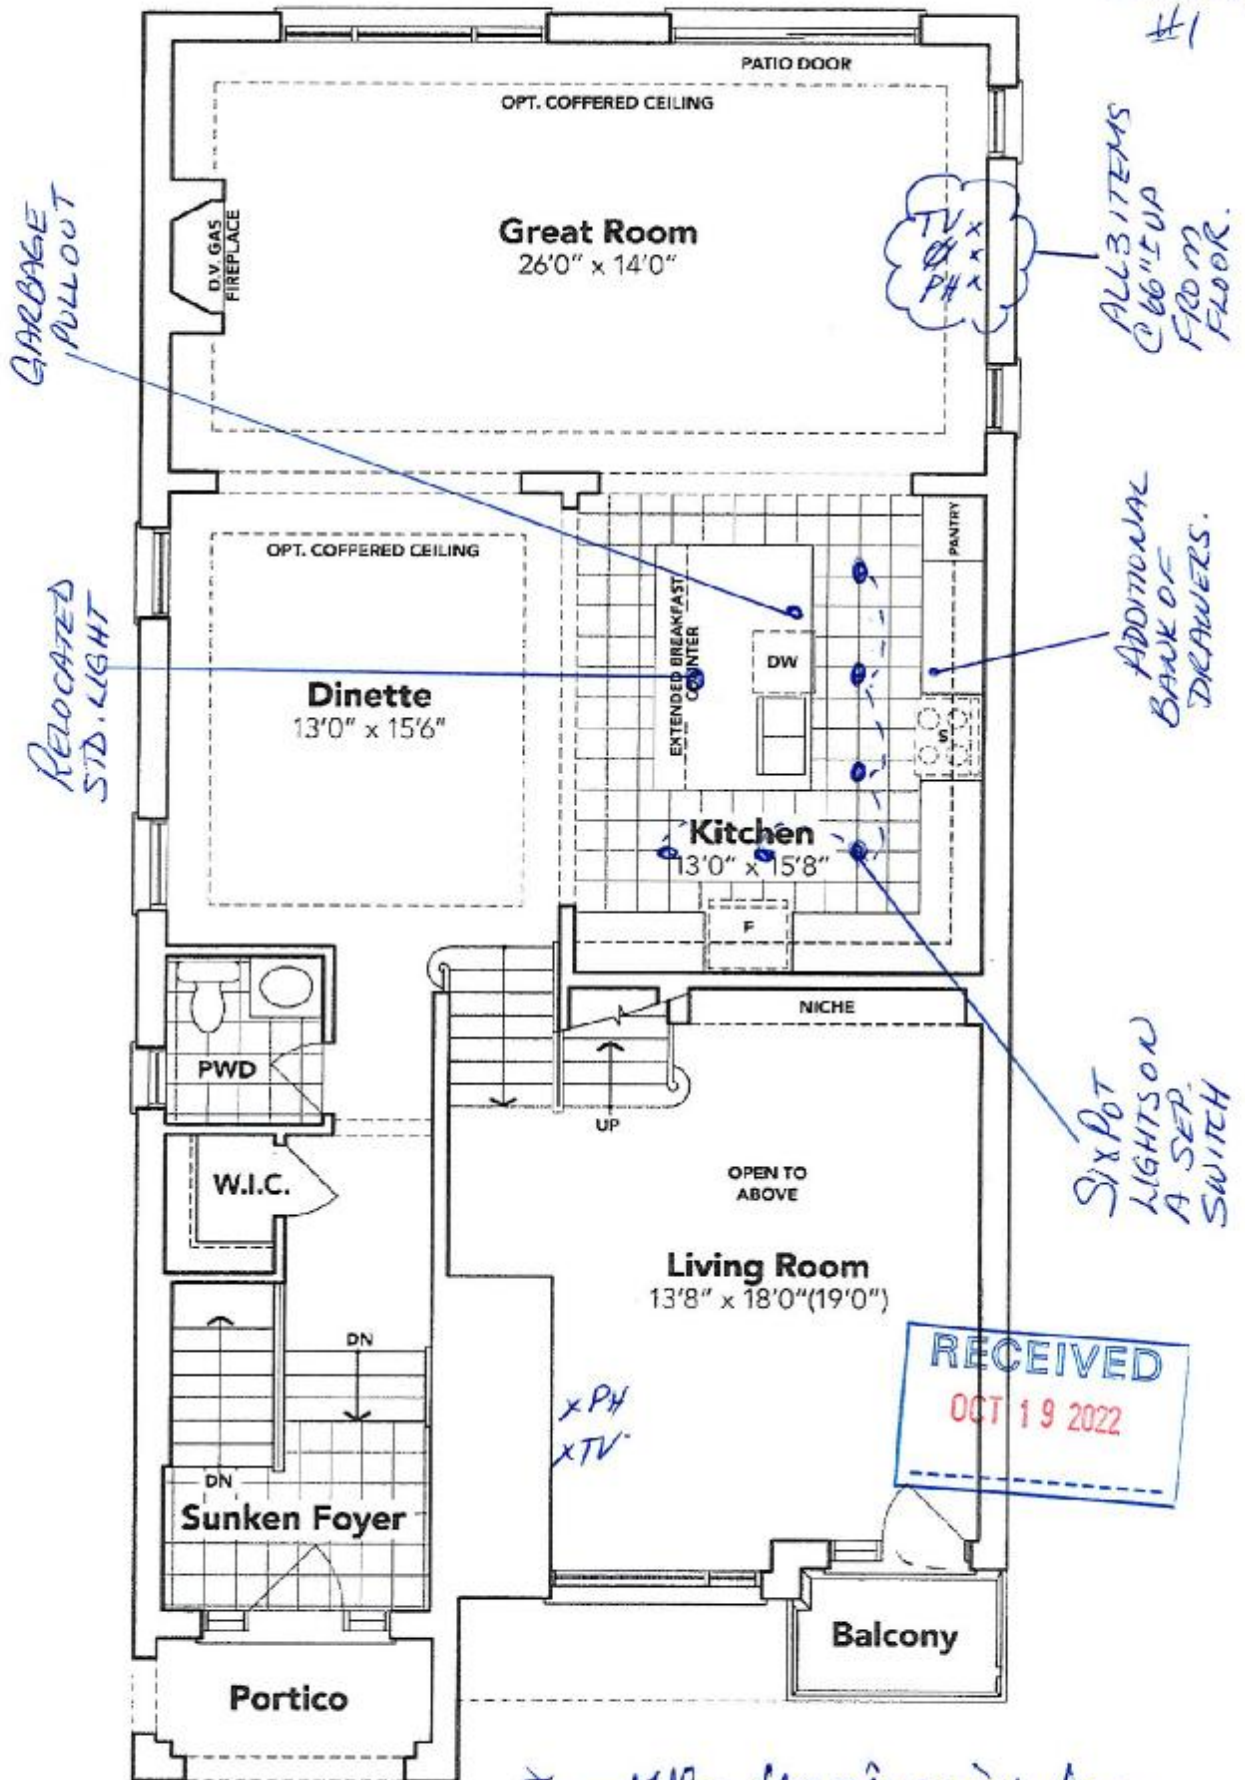 #1
PATIO DOOR
OPT. COFFERED CEILING
ALL 3 ITEMS
@ 66"± UP
FROM
FLOOR.
GARBAGE
PULLOUT
D.V. GAS
FIREPLACE
Great Room
26'0" x 14'0"
TV x
x
PH x
OPT. COFFERED CEILING
PANTRY
EXTENDED BREAKFAST
COUNTER
DW
ADDITIONAL
BANK OF
DRAWERS.
RELOCATED
STD. LIGHT
Dinette
13'0" x 15'6"
S
Kitchen
13'0" x 15'8"
F
NICHE
PWD
UP
SIX POT
LIGHTS ON
A SEP.
SWITCH
W.I.C.
OPEN TO
ABOVE
Living Room
13'8" x 18'0"(19'0")
DN
RECEIVED
OCT 19 2022
x PH
x TV
DN
Sunken Foyer
Balcony
Portico